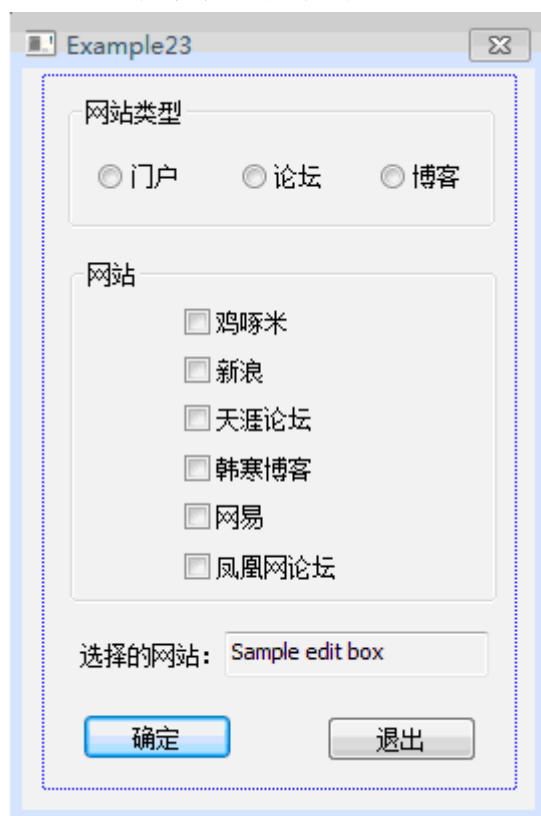 Example23
网站类型
门户 论坛 博客
网站
鸡啄米
新浪
天涯论坛
韩寒博客
网易
凤凰网论坛
选择的网站： Sample edit box
确定 退出